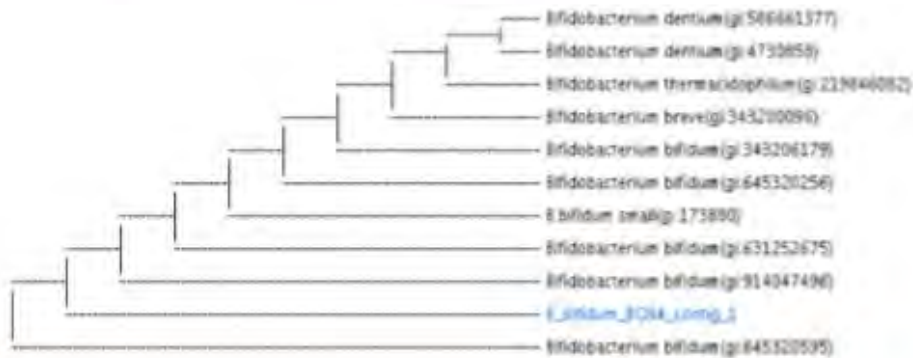 Bifidobacterium dentium(gi:586661377)
Bifidobacterium dentium(gi:4730858)
Bifidobacterium thermacidophilum(gi:219846082)
Bifidobacterium breve(gi:343200096)
Bifidobacterium bifidum(gi:343206179)
Bifidobacterium bifidum(gi:645320256)
B.bifidum small(gi:173880)
Bifidobacterium bifidum(gi:631252675)
Bifidobacterium bifidum(gi:914047496)
Bifidobacterium bifidum(gi:645320595)